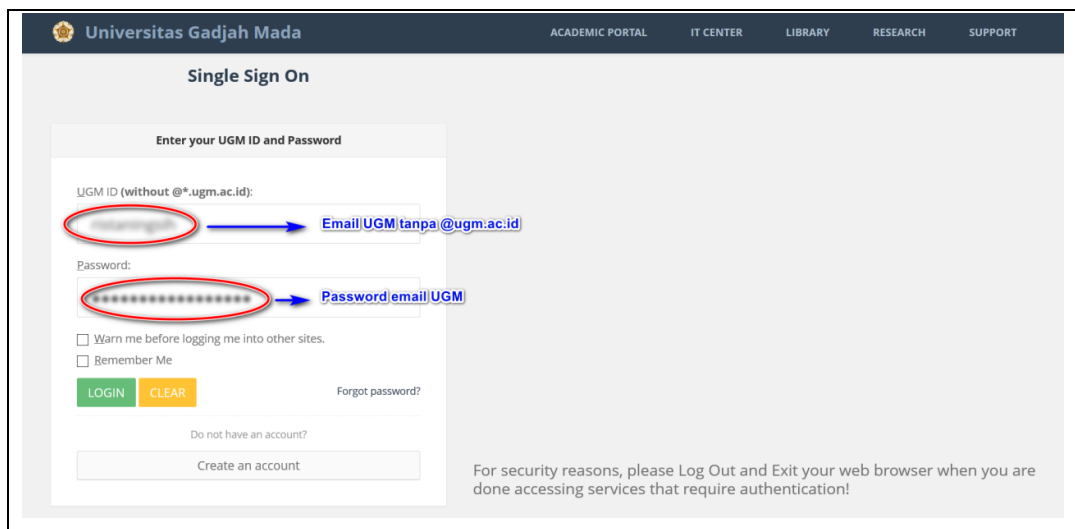 Universitas Gadjah Mada
ACADEMIC PORTAL IT CENTER LIBRARY RESEARCH SUPPORT
Single Sign On
Enter your UGM ID and Password
UGM ID (without @*.ugm.ac.id):
Email UGM tanpa @ugm.ac.id
Password:
Password email UGM
Warn me before logging me into other sites.
Remember Me
LOGIN CLEAR Forgot password?
Do not have an account?
Create an account
For security reasons, please Log Out and Exit your web browser when you are
done accessing services that require authentication!